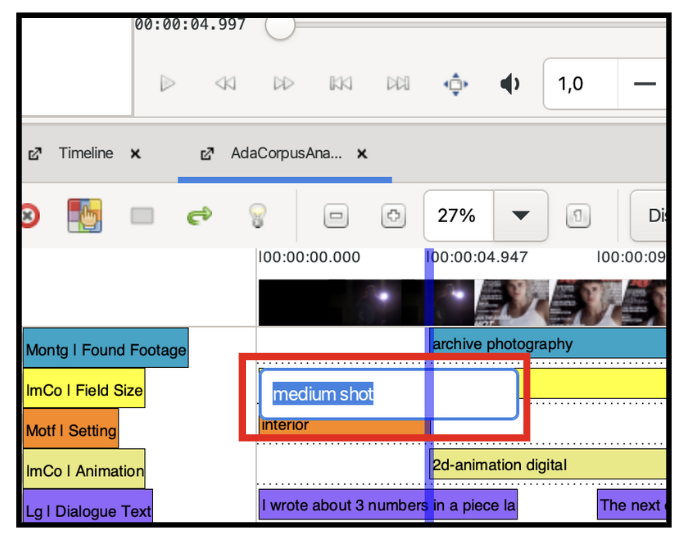 00:00:04.997
1,0
Timeline
AdaCorpusAna...
27%
00:00:00.000
00:00:04.947
00:00:09
Montg | Found Footage
archive photography
ImCo | Field Size
medium shot
Motf | Setting
interior
ImCo | Animation
2d-animation digital
Lg | Dialogue Text
I wrote about 3 numbers in a piece la
The next